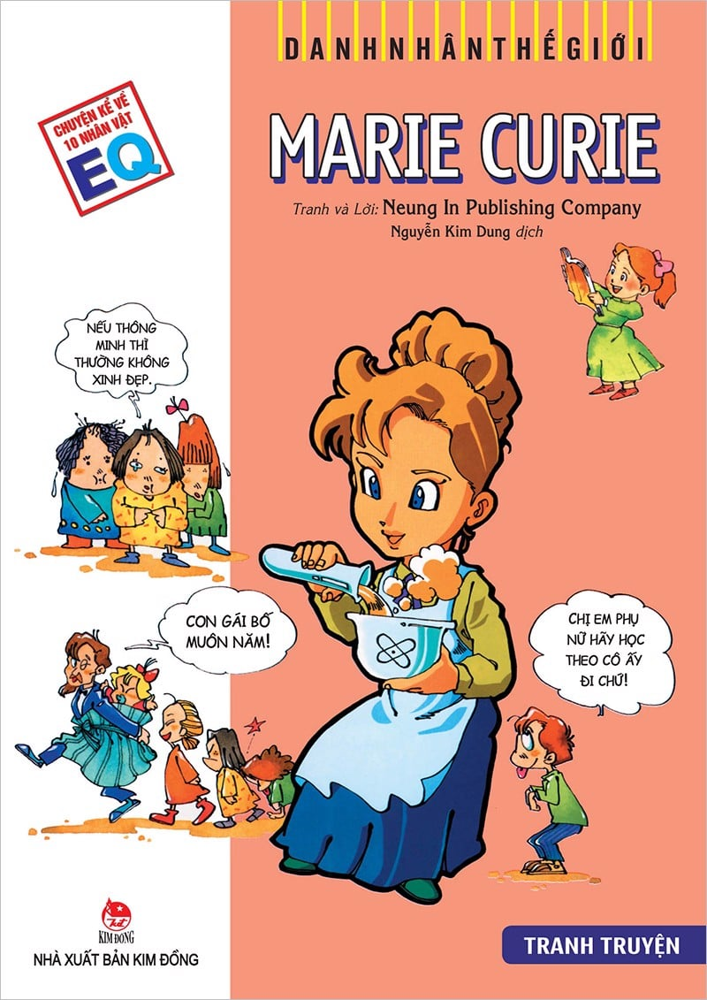 DANH NHÂN THẾ GIỚI
CHUYỆN KỂ VỀ
10 NHÂN VẬT
EQ
MARIE CURIE
Tranh và Lời: Neung In Publishing Company
Nguyễn Kim Dung dịch
NẾU THÔNG
MINH THÌ
THƯỜNG KHÔNG
XINH ĐẸP.
CON GÁI BỐ
MUÔN NĂM!
CHỊ EM PHỤ
NỮ HÃY HỌC
THEO CÔ ẤY
ĐI CHỨ!
KIM ĐỒNG
NHÀ XUẤT BẢN KIM ĐỒNG
TRANH TRUYỆN